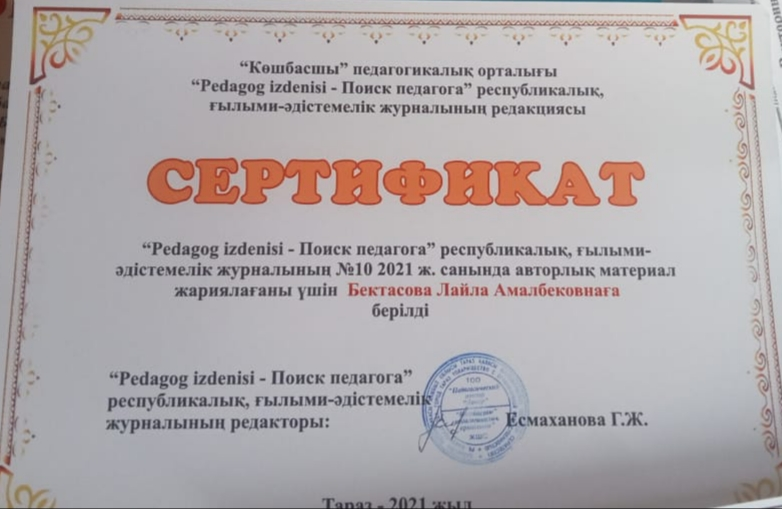 “Көшбасшы” педагогикалық орталығы
“Pedagog izdenisi - Поиск педагога” республикалық,
ғылыми-әдістемелік журналының редакциясы
СЕРТИФИКАТ
“Pedagog izdenisi - Поиск педагога” республикалық, ғылыми-
әдістемелік журналының №10 2021 ж. санында авторлық материал
жариялағаны үшін Бектасова Лайла Амалбековнаға
берілді
“Pedagog izdenisi - Поиск педагога”
республикалық, ғылыми-әдістемелік
журналының редакторы:
Есмаханова Г.Ж.
Тараз - 2021 жыл